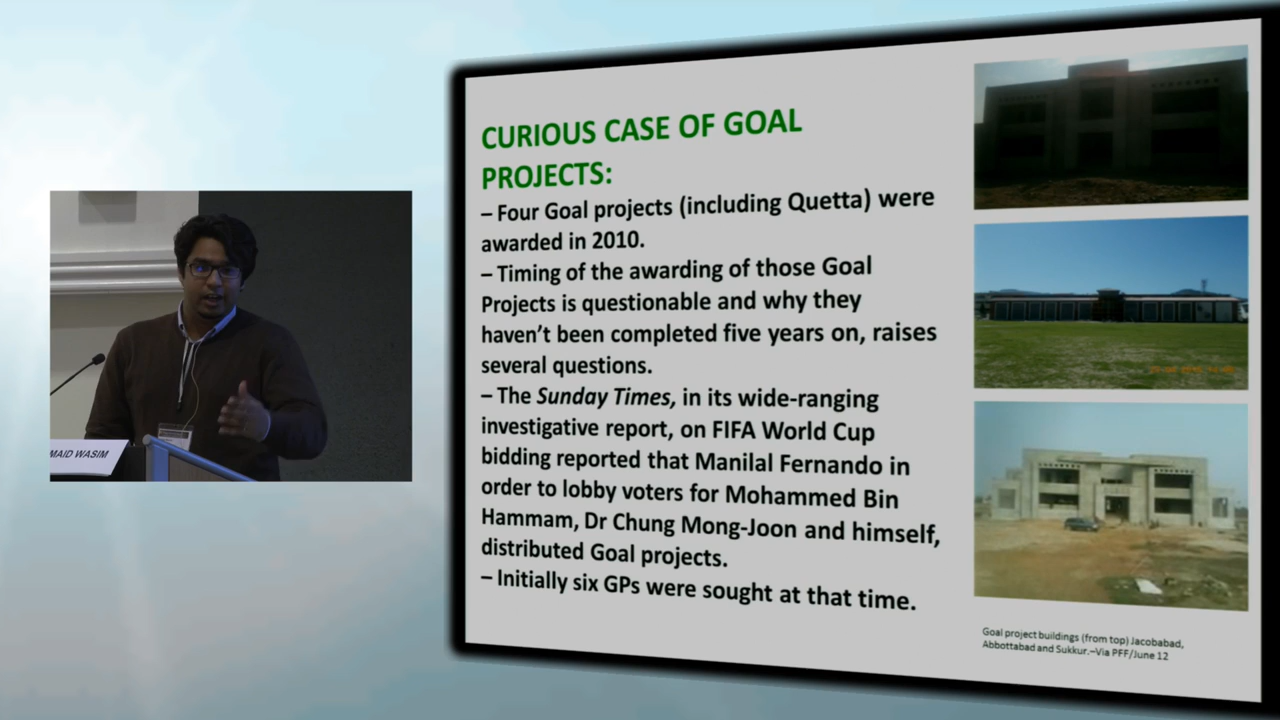 CURIOUS CASE OF GOAL
PROJECTS:
– Four Goal projects (including Quetta) were
awarded in 2010.
– Timing of the awarding of those Goal
Projects is questionable and why they
haven’t been completed five years on, raises
several questions.
– The Sunday Times, in its wide-ranging
investigative report, on FIFA World Cup
bidding reported that Manilal Fernando in
order to lobby voters for Mohammed Bin
Hammam, Dr Chung Mong-Joon and himself,
distributed Goal projects.
– Initially six GPs were sought at that time.
Goal project buildings (from top) Jacobabad,
Abbottabad and Sukkur.–Via PFF/June 12
MAID WASIM